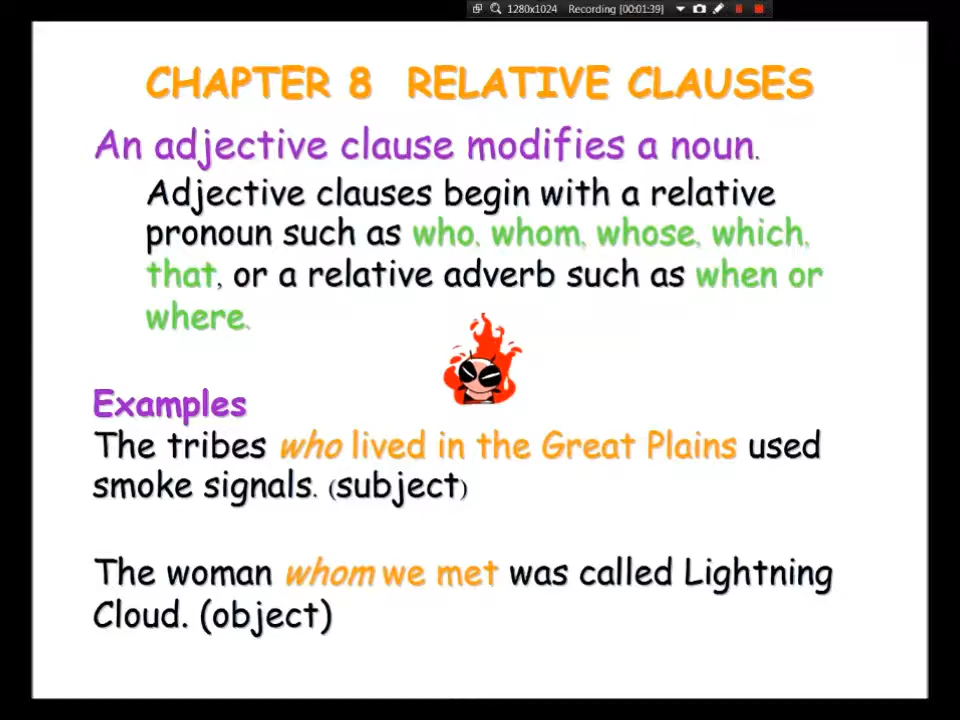 1280x1024 Recording [00:01:39]
CHAPTER 8 RELATIVE CLAUSES
An adjective clause modifies a noun.
Adjective clauses begin with a relative
pronoun such as who, whom, whose, which,
that, or a relative adverb such as when or
where.
Examples
The tribes who lived in the Great Plains used
smoke signals. (subject)
The woman whom we met was called Lightning
Cloud. (object)